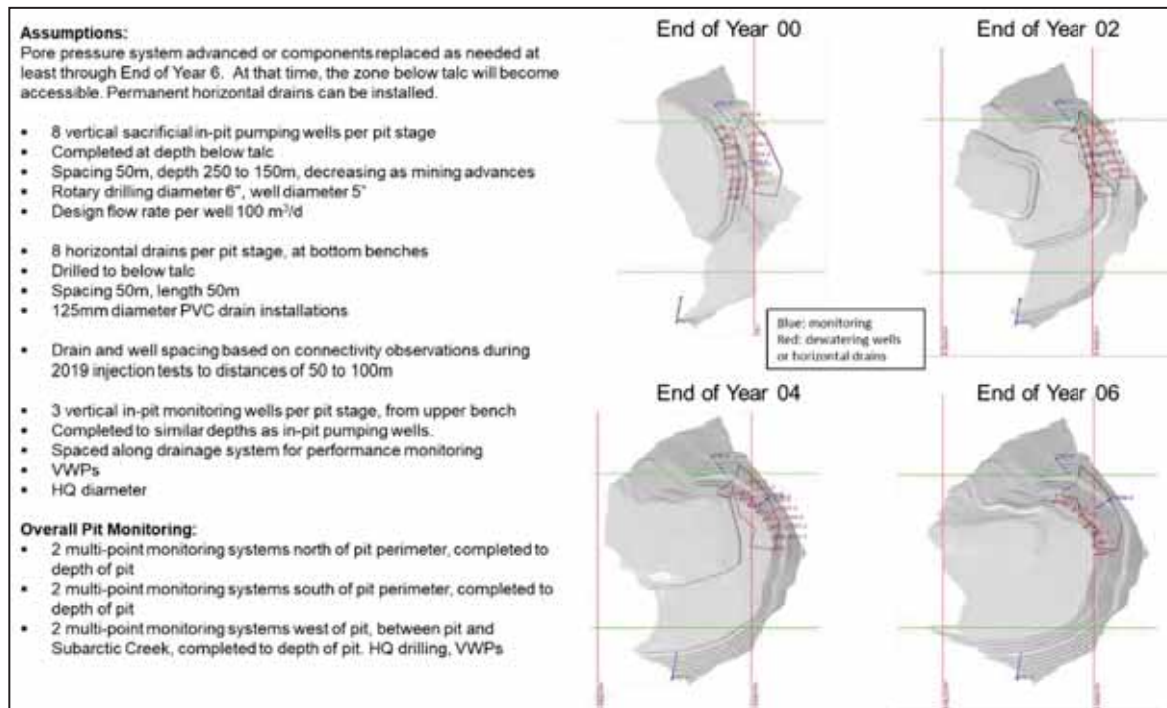 Assumptions:
Pore pressure system advanced or components replaced as needed at
least through End of Year 6. At that time, the zone below talc will become
accessible. Permanent horizontal drains can be installed.
• 8 vertical sacrificial in-pit pumping wells per pit stage
• Completed at depth below talc
• Spacing 50m, depth 250 to 150m, decreasing as mining advances
• Rotary drilling diameter 6", well diameter 5"
• Design flow rate per well 100 m³/d
• 8 horizontal drains per pit stage, at bottom benches
• Drilled to below talc
• Spacing 50m, length 50m
• 125mm diameter PVC drain installations
• Drain and well spacing based on connectivity observations during
2019 injection tests to distances of 50 to 100m
• 3 vertical in-pit monitoring wells per pit stage, from upper bench
• Completed to similar depths as in-pit pumping wells.
• Spaced along drainage system for performance monitoring
• VWPs
• HQ diameter
Overall Pit Monitoring:
• 2 multi-point monitoring systems north of pit perimeter, completed to
depth of pit
• 2 multi-point monitoring systems south of pit perimeter, completed to
depth of pit
• 2 multi-point monitoring systems west of pit, between pit and
Subarctic Creek, completed to depth of pit. HQ drilling, VWPs
End of Year 00
End of Year 02
Blue: monitoring
Red: dewatering wells
or horizontal drains
End of Year 04
End of Year 06